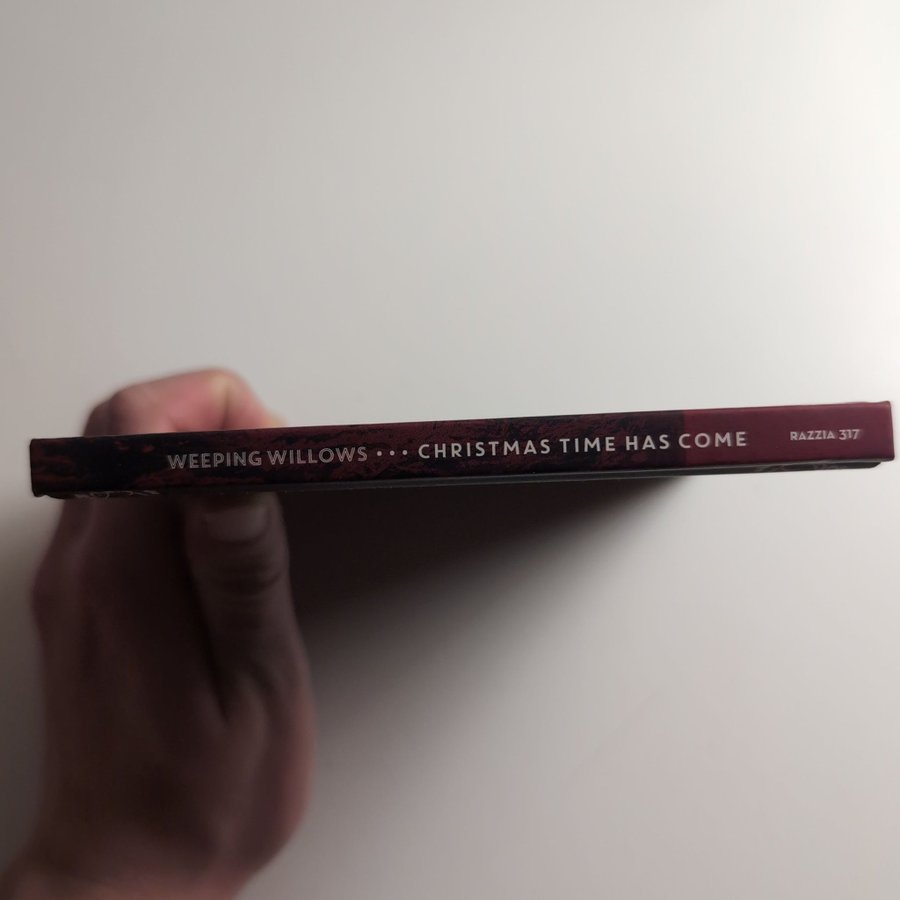 WEEPING WILLOWS • • • CHRISTMAS TIME HAS COME RAZZIA 317